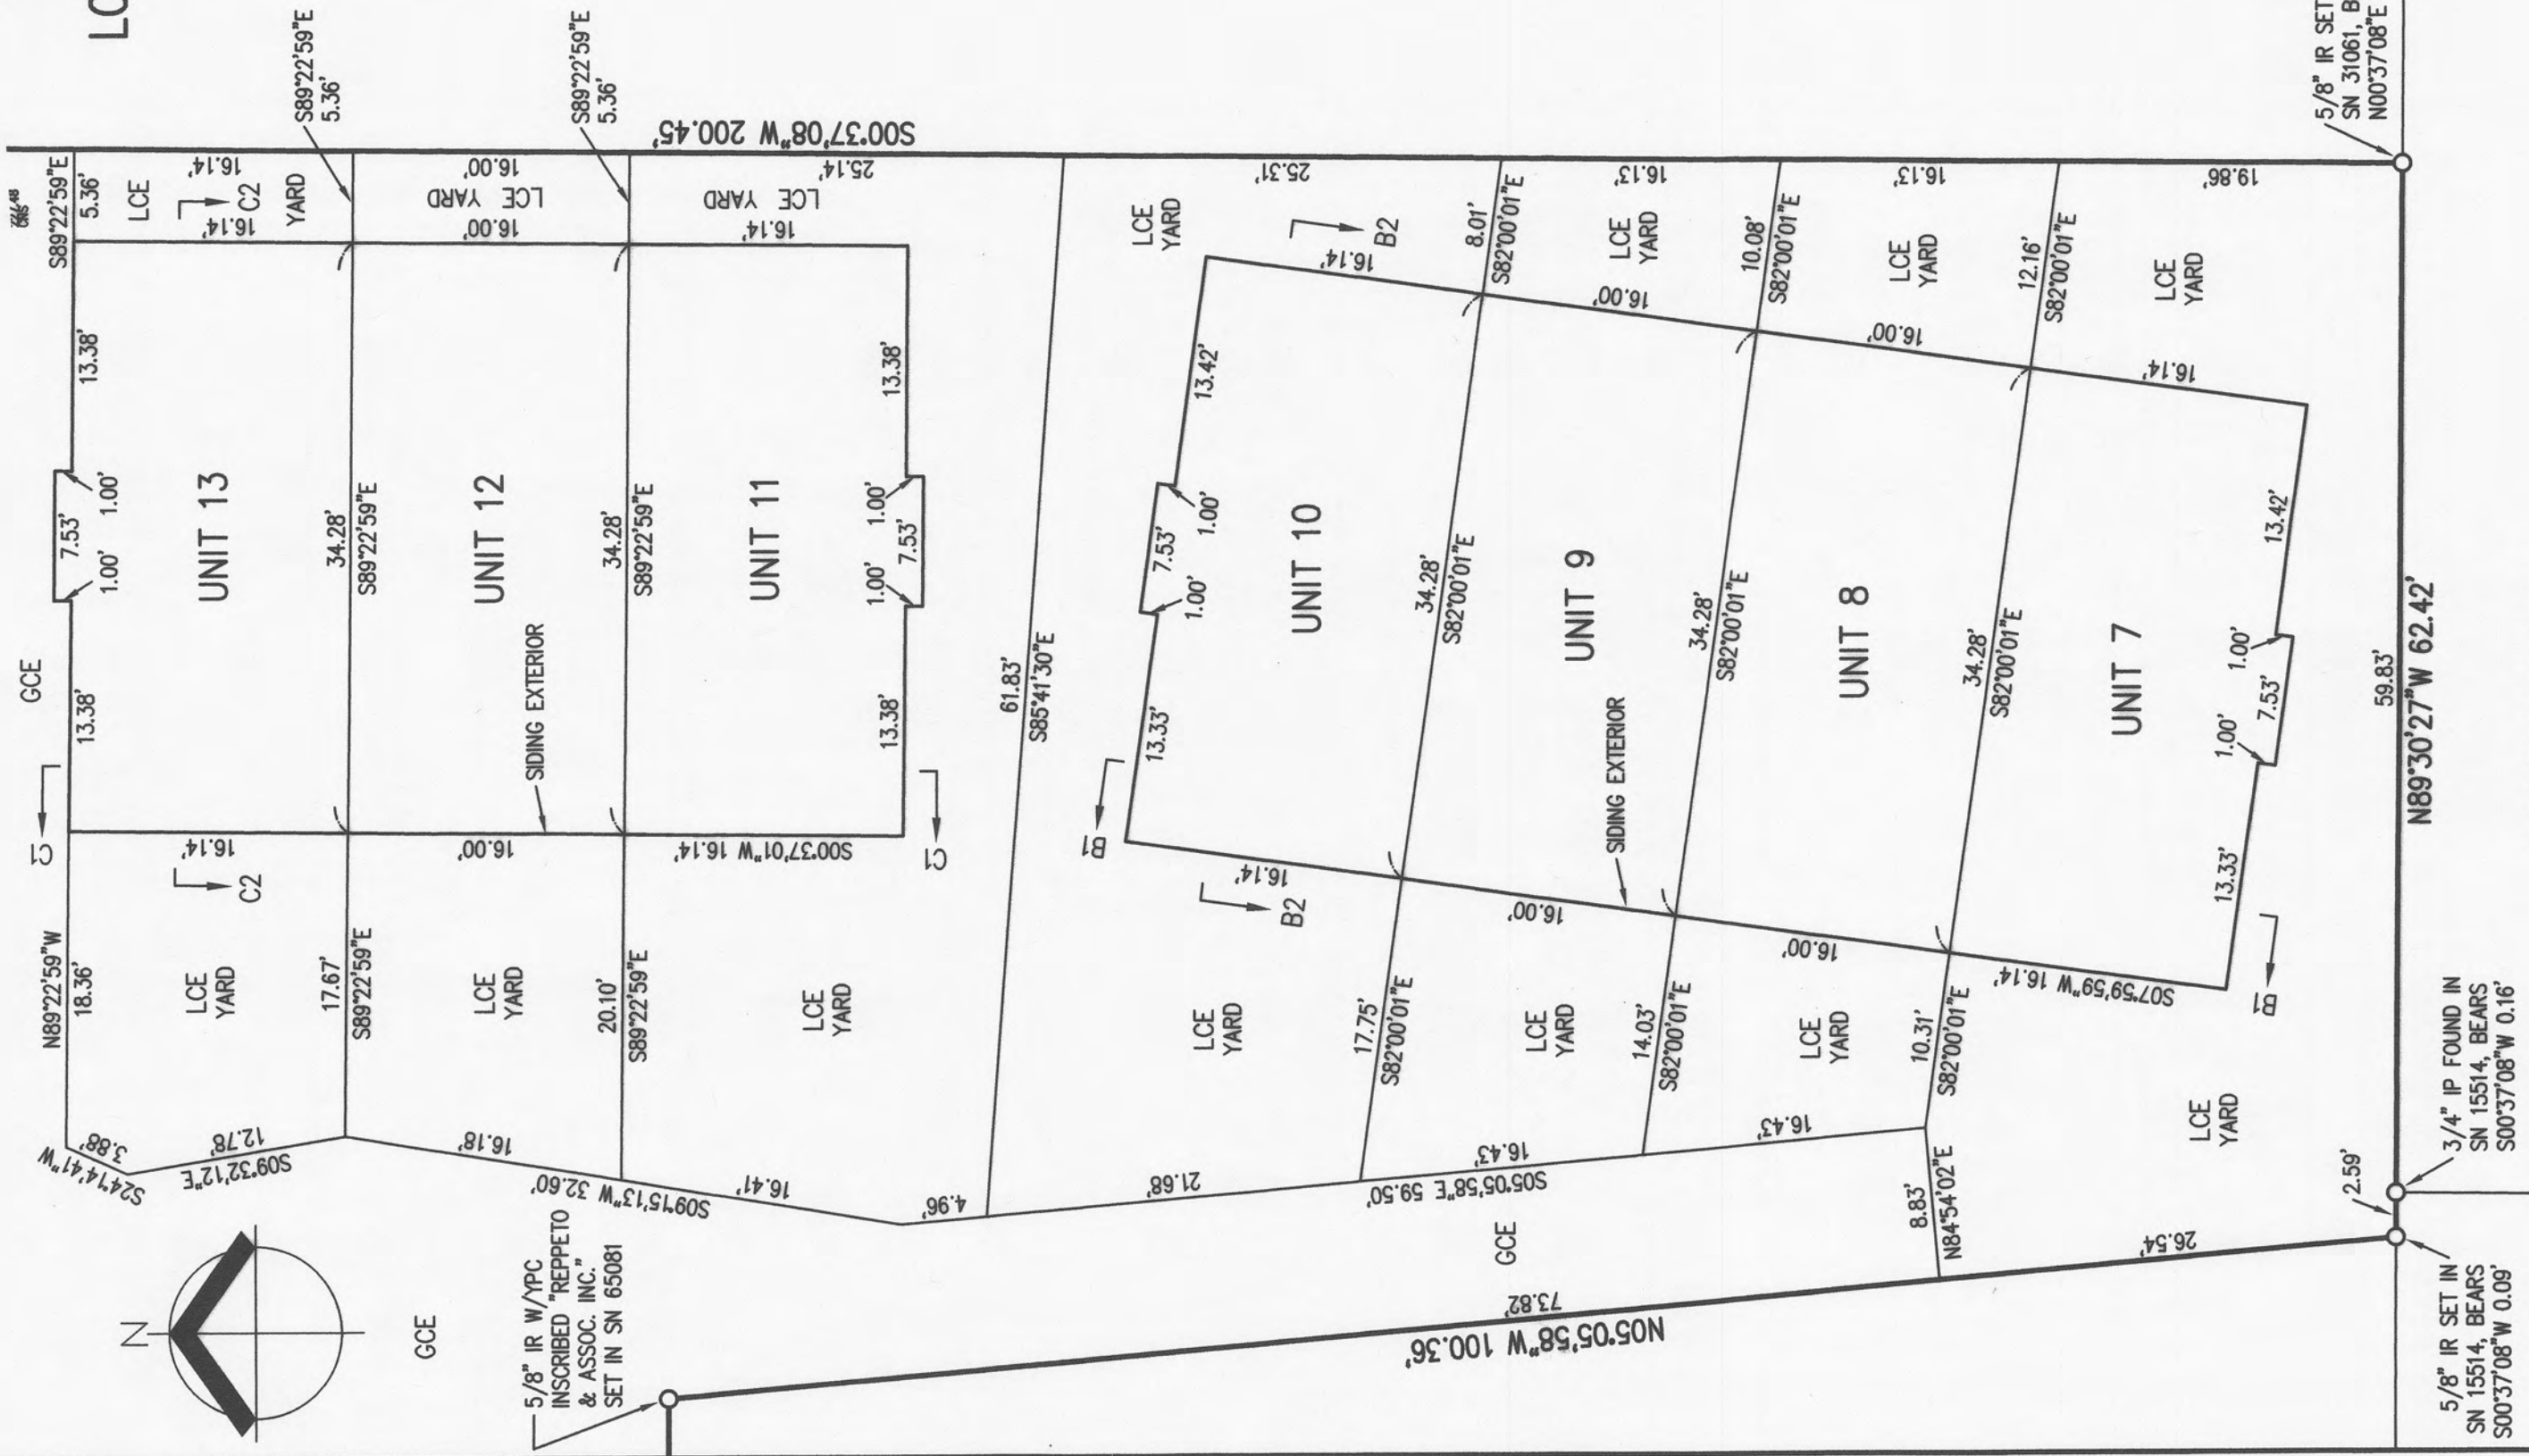 LC
S89°22'59"E
5.36'
S89°22'59"E
5.36'
S89°22'59"E
5.36'
S00°37'08"W 200.45'
16.14'
16.00'
25.14'
25.31'
16.13'
16.13'
19.86'
LCE
YARD
C2
LCE YARD
LCE YARD
16.14'
16.00'
16.14'
13.38'
1.00'
7.53'
1.00'
13.38'
GCE
UNIT 13
34.28'
S89°22'59"E
UNIT 12
34.28'
S89°22'59"E
UNIT 11
13.38'
1.00'
7.53'
1.00'
13.38'
SIDING EXTERIOR
C1
C1
16.14'
16.00'
S00°37'01"W 16.14'
C2
N89°22'59"W
18.36'
LCE
YARD
17.67'
S89°22'59"E
LCE
YARD
20.10'
S89°22'59"E
LCE
YARD
S24°14'41"W
3.88'
12.78'
S09°32'12"E
16.18'
S09°15'13"W 32.60'
16.41'
4.96'
61.83'
S85°41'30"E
LCE
YARD
B2
16.14'
8.01'
S82°00'01"E
LCE
YARD
16.00'
10.08'
S82°00'01"E
LCE
YARD
16.00'
12.16'
S82°00'01"E
LCE
YARD
16.14'
13.42'
1.00'
7.53'
1.00'
13.33'
UNIT 10
34.28'
S82°00'01"E
UNIT 9
34.28'
S82°00'01"E
UNIT 8
34.28'
S82°00'01"E
UNIT 7
13.42'
1.00'
7.53'
1.00'
13.33'
SIDING EXTERIOR
B1
B1
16.14'
B2
16.00'
16.00'
S07°59'59"W 16.14'
LCE
YARD
17.75'
S82°00'01"E
LCE
YARD
14.03'
S82°00'01"E
LCE
YARD
10.31'
S82°00'01"E
LCE
YARD
21.68'
16.43'
16.43'
S05°05'58"E 59.50'
GCE
8.83'
N84°54'02"E
26.54'
73.82'
N05°05'58"W 100.36'
59.83'
N89°30'27"W 62.42'
2.59'
N
GCE
5/8" IR W/YPC
INSCRIBED "REPPETO
& ASSOC. INC."
SET IN SN 65081
5/8" IR SET
SN 31061, B
N00°37'08"E
3/4" IP FOUND IN
SN 15514, BEARS
S00°37'08"W 0.16'
5/8" IR SET IN
SN 15514, BEARS
S00°37'08"W 0.09'